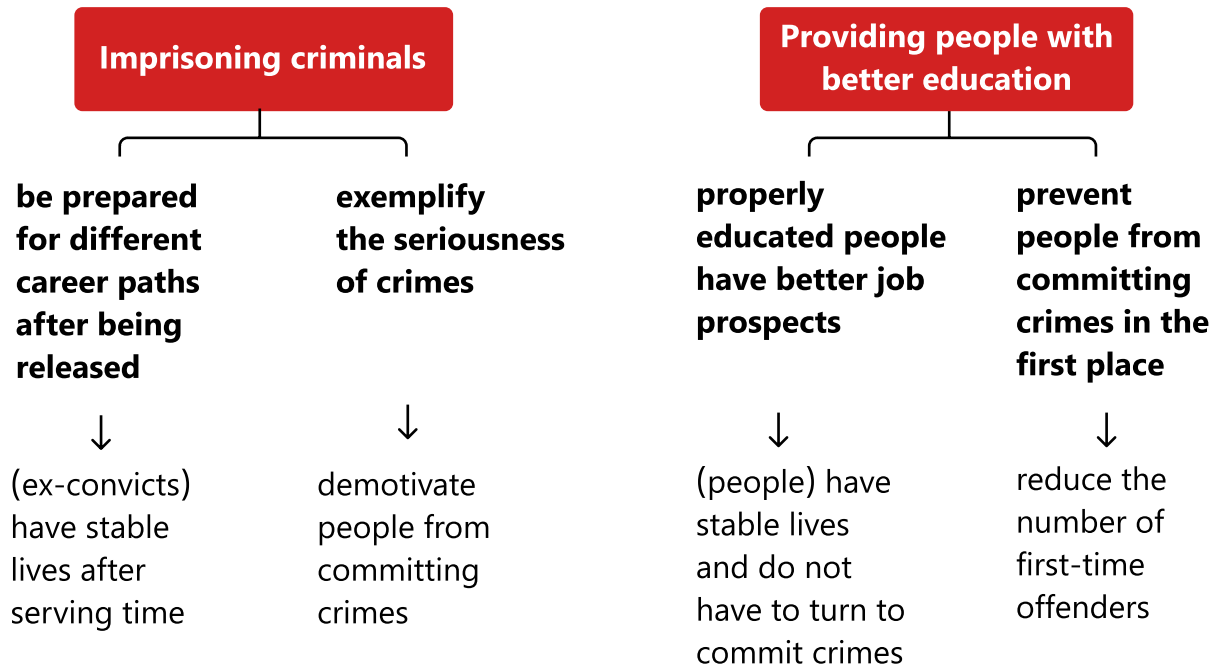 Imprisoning criminals
be prepared
for different
career paths
after being
released
(ex-convicts)
have stable
lives after
serving time
exemplify
the seriousness
of crimes
demotivate
people from
committing
crimes
Providing people with
better education
properly
educated people
have better job
prospects
(people) have
stable lives
and do not
have to turn to
commit crimes
prevent
people from
committing
crimes in the
first place
reduce the
number of
first-time
offenders